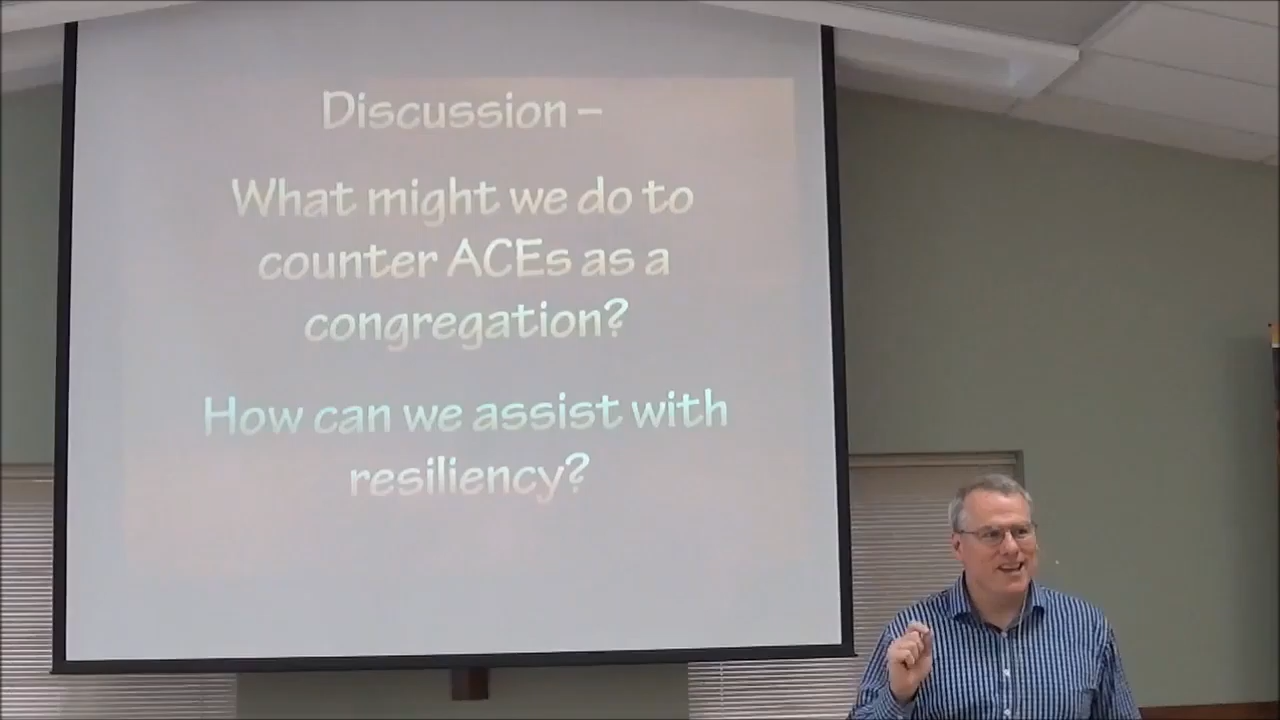 Discussion –
What might we do to
counter ACEs as a
congregation?
How can we assist with
resiliency?